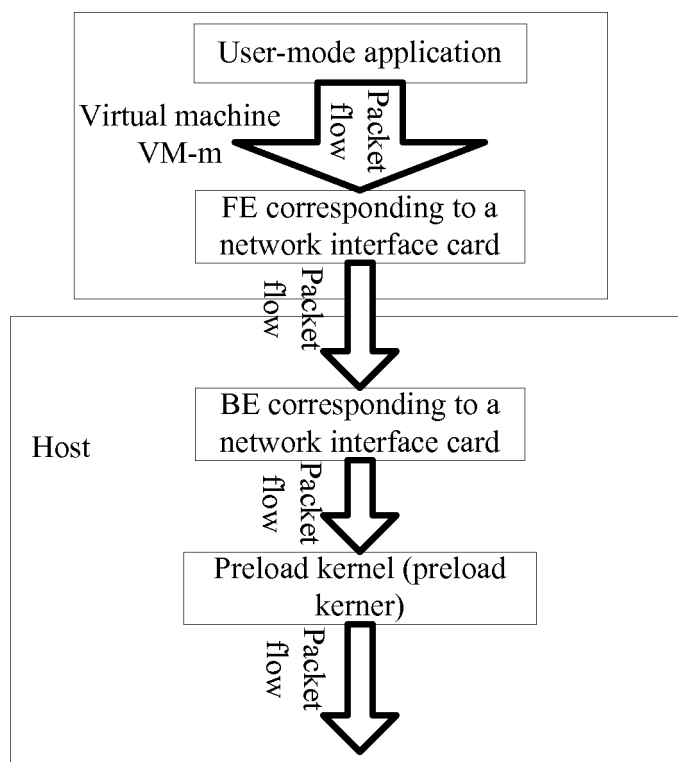 User-mode application
Packet
flow
Virtual machine
VM-m
FE corresponding to a
network interface card
Packet
flow
BE corresponding to a
network interface card
Host
Packet
flow
Preload kernel (preload
kerner)
Packet
flow